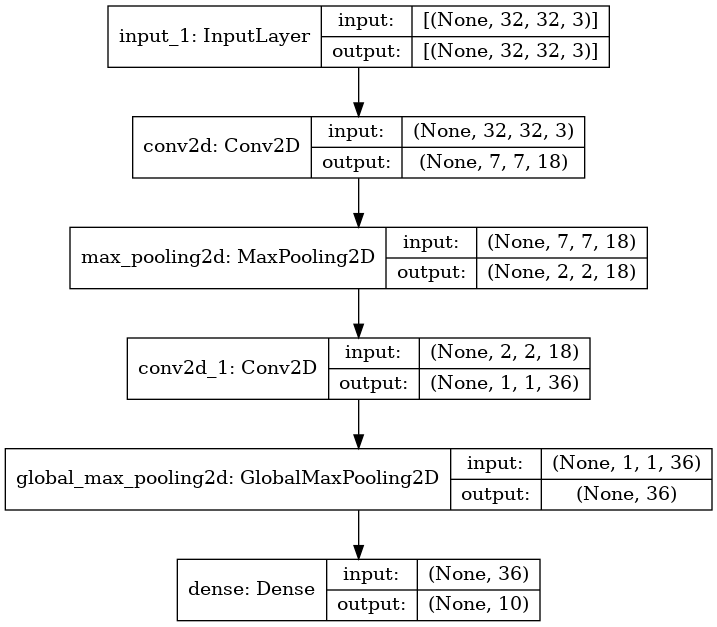 input_1: InputLayer
input:
[(None, 32, 32, 3)]
output:
[(None, 32, 32, 3)]
conv2d: Conv2D
input:
(None, 32, 32, 3)
output:
(None, 7, 7, 18)
max_pooling2d: MaxPooling2D
input:
(None, 7, 7, 18)
output:
(None, 2, 2, 18)
conv2d_1: Conv2D
input:
(None, 2, 2, 18)
output:
(None, 1, 1, 36)
global_max_pooling2d: GlobalMaxPooling2D
input:
(None, 1, 1, 36)
output:
(None, 36)
dense: Dense
input:
(None, 36)
output:
(None, 10)